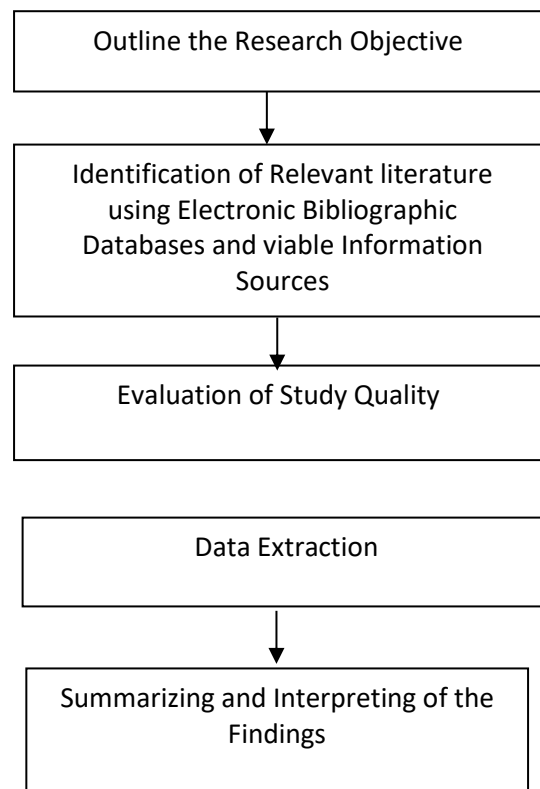 Outline the Research Objective
Identification of Relevant literature
using Electronic Bibliographic
Databases and viable Information
Sources
Evaluation of Study Quality
Data Extraction
Summarizing and Interpreting of the
Findings